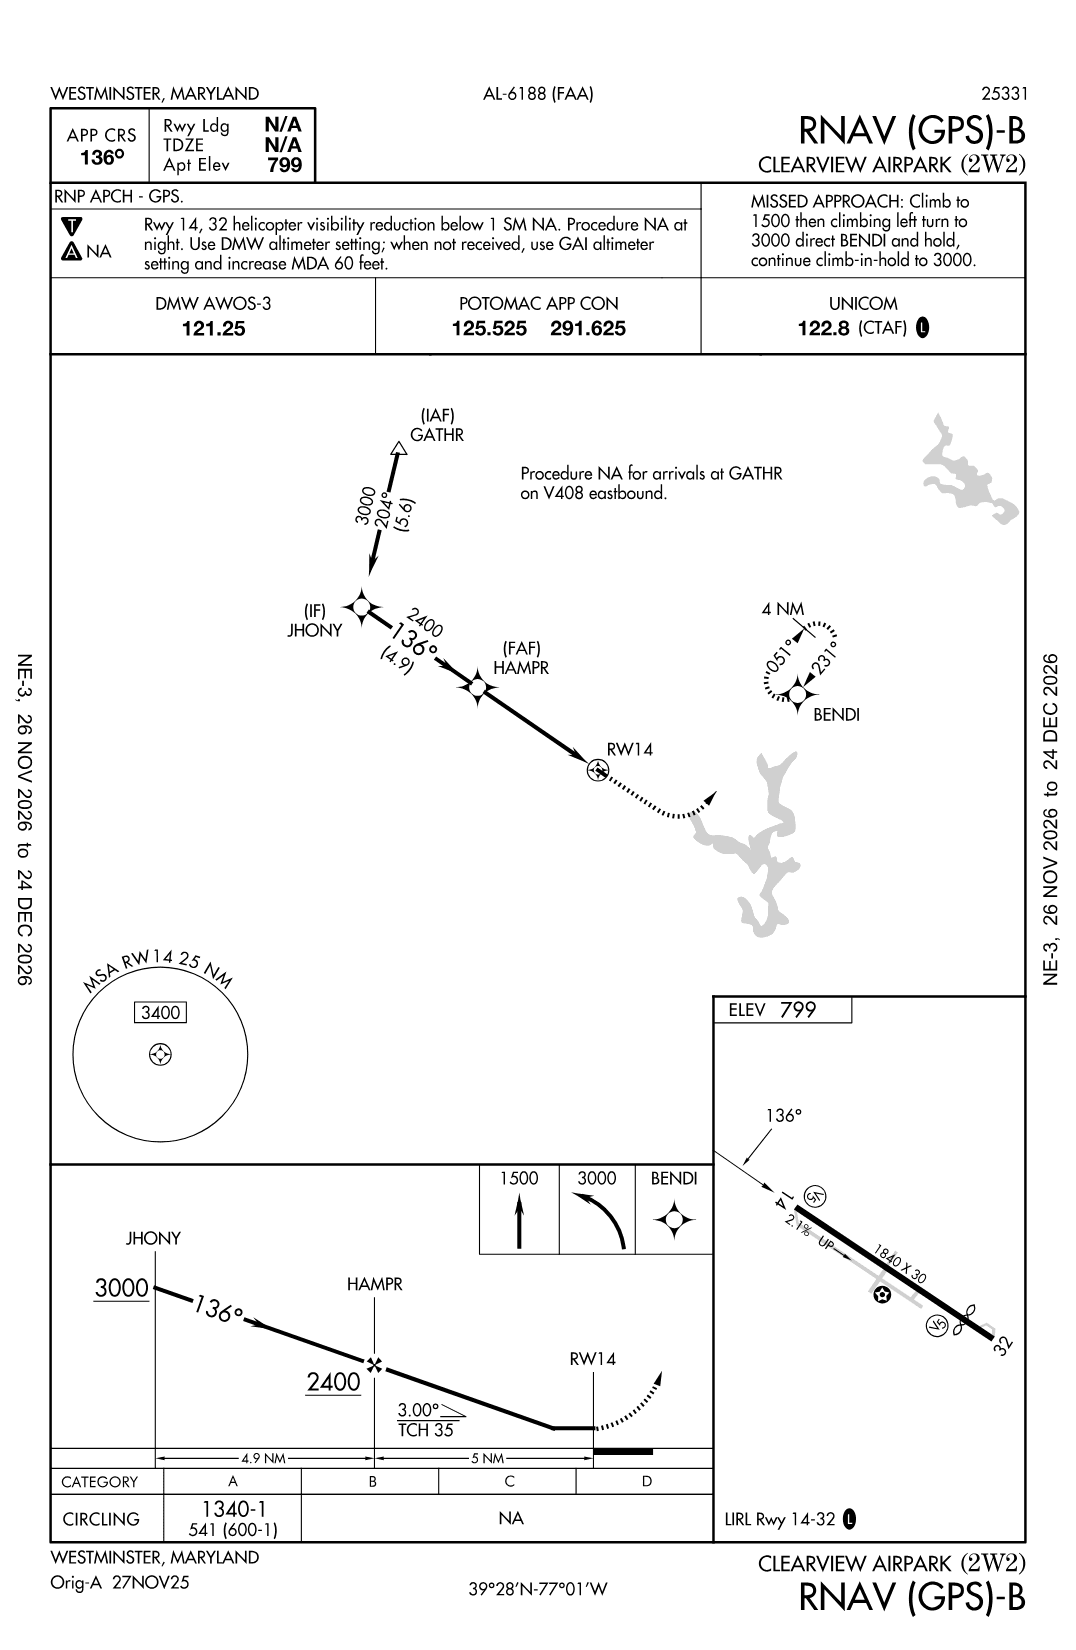 WESTMINSTER, MARYLAND
AL-6188 (FAA)
25331
APP CRS
136°
Rwy Ldg N/A
TDZE N/A
Apt Elev 799
RNAV (GPS)-B
CLEARVIEW AIRPARK (2W2)
RNP APCH - GPS.
T
A NA
Rwy 14, 32 helicopter visibility reduction below 1 SM NA. Procedure NA at
night. Use DMW altimeter setting; when not received, use GAI altimeter
setting and increase MDA 60 feet.
MISSED APPROACH: Climb to
1500 then climbing left turn to
3000 direct BENDI and hold,
continue climb-in-hold to 3000.
DMW AWOS-3
121.25
POTOMAC APP CON
125.525 291.625
UNICOM
122.8 (CTAF) L
(IAF)
GATHR
Procedure NA for arrivals at GATHR
on V408 eastbound.
3000
204°
(5.6)
(IF)
JHONY
2400
136°
(4.9)
(FAF)
HAMPR
4 NM
051°
231°
BENDI
RW14
NE-3, 26 NOV 2026 to 24 DEC 2026
NE-3, 26 NOV 2026 to 24 DEC 2026
MSA RW14 25 NM
3400
ELEV 799
136°
14
V5
2.1%
UP
1840 X 30
V5
32
LIRL Rwy 14-32 L
1500
3000
BENDI
JHONY
3000
136°
HAMPR
2400
3.00°
TCH 35
RW14
4.9 NM
5 NM
CATEGORY A B C D
CIRCLING
1340-1
541 (600-1)
NA
WESTMINSTER, MARYLAND
Orig-A 27NOV25
39°28'N-77°01'W
CLEARVIEW AIRPARK (2W2)
RNAV (GPS)-B